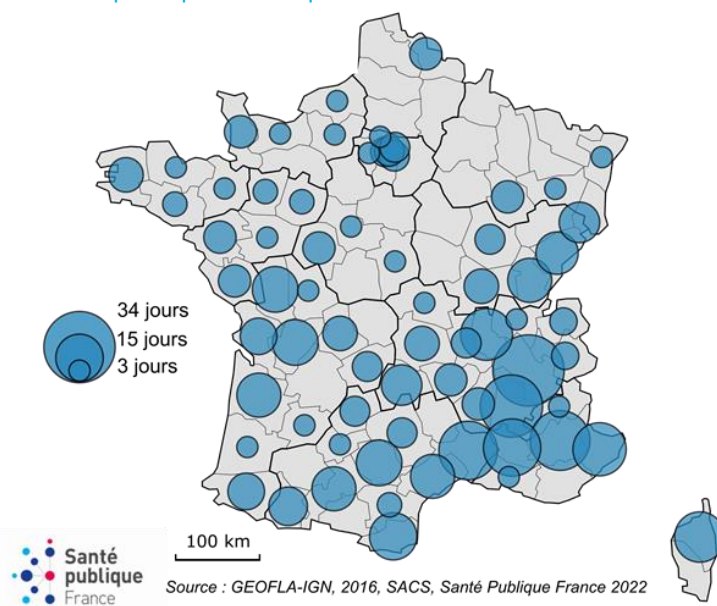 34 jours
15 jours
3 jours
100 km
Santé
publique
France
Source : GEOFLA-IGN, 2016, SACS, Santé Publique France 2022